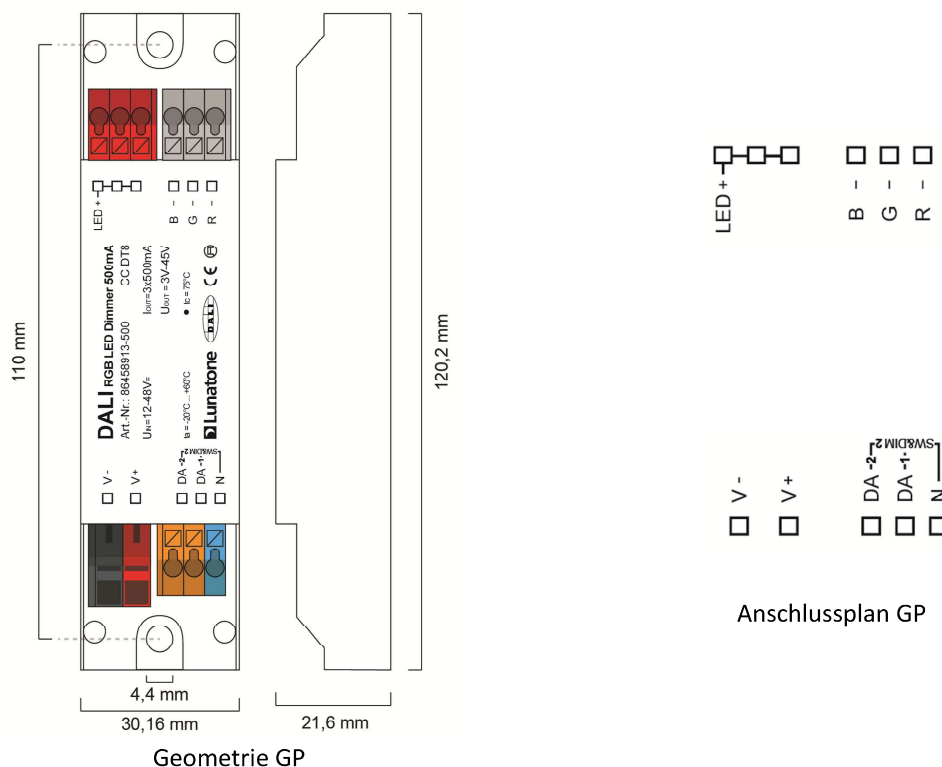 LED +
B -
G -
R -
DALI RGB LED Dimmer 500mA
CC DT8
Art.-Nr.: 86458913-500
IOUT=3x500mA
UIN=12-48V=
UOUT=3V-45V
ta = -20°C ... +60°C
● tc = 75°C
Lunatone
DALI
CE
V -
V +
DA -2-
DA -1-
N
SW&DIM 2
110 mm
120,2 mm
4,4 mm
30,16 mm
21,6 mm
Geometrie GP
LED +
B -
G -
R -
V -
V +
DA -2-
DA -1-
N
SW&DIM 2
Anschlussplan GP